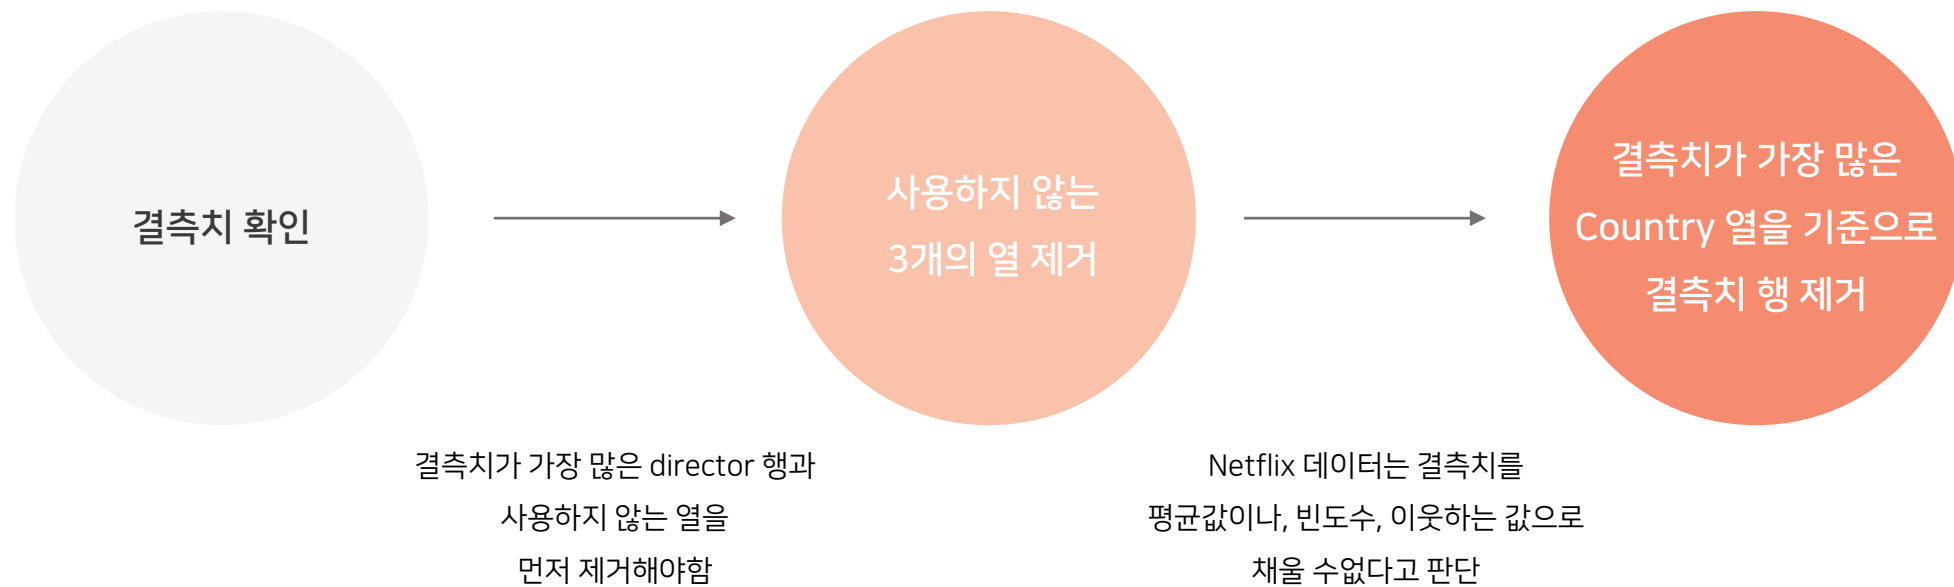 결측치 확인
사용하지 않는
3개의 열 제거
결측치가 가장 많은
Country 열을 기준으로
결측치 행 제거
결측치가 가장 많은 director 행과
사용하지 않는 열을
먼저 제거해야함
Netflix 데이터는 결측치를
평균값이나, 빈도수, 이웃하는 값으로
채울 수없다고 판단